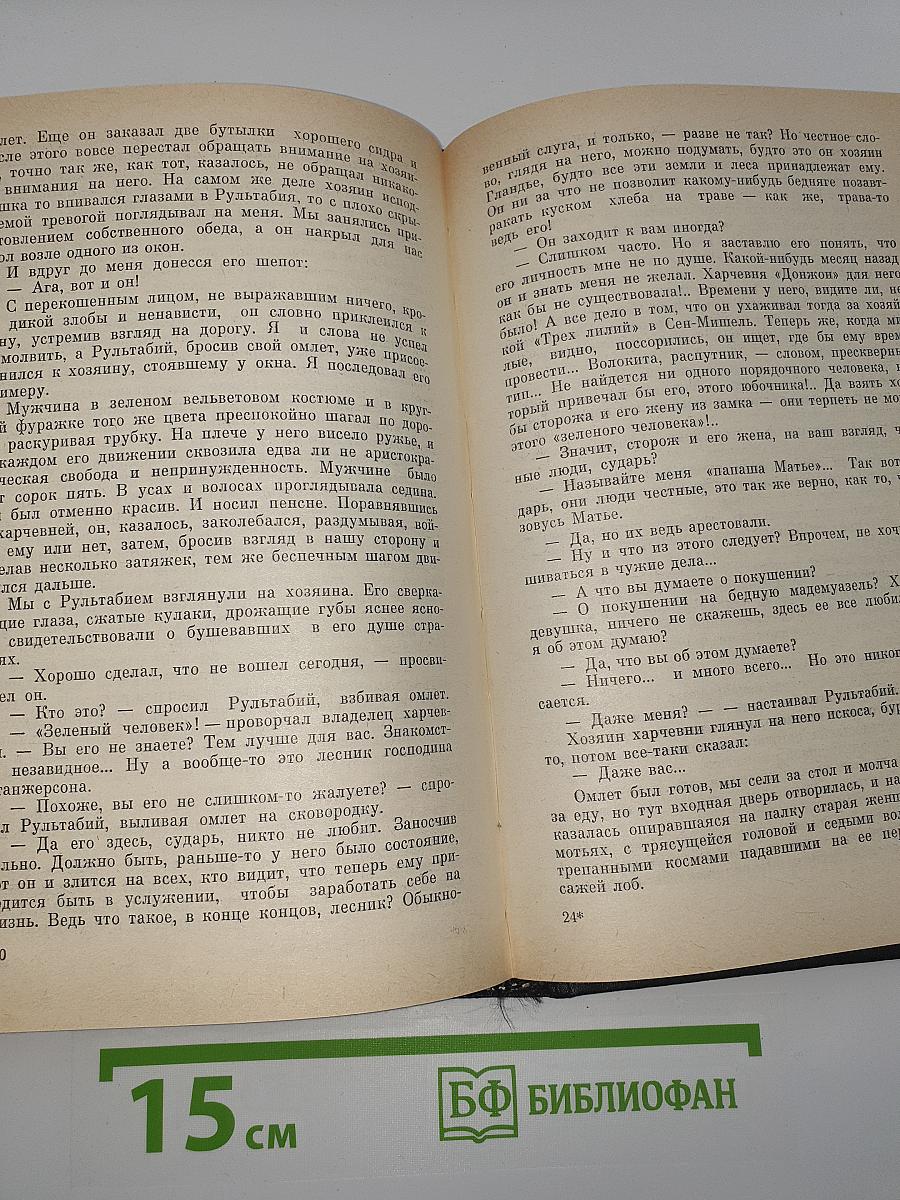 лет. Еще он заказал две бутылки хорошего сидра и
сле этого вовсе перестал обращать внимание на хозяи-
, точно так же, как тот, казалось, не обращал никако-
внимания на него. На самом же деле хозяин испод-
шка то впивался глазами в Рультабия, то с плохо скры-
емой тревогой поглядывал на меня. Мы занялись при-
товлением собственного обеда, а он накрыл для нас
ол возле одного из окон.
И вдруг до меня донесся его шепот:
— Ага, вот и он!
С перекошенным лицом, не выражавшим ничего, кро-
дикой злобы и ненависти, он словно приклеился к
ну, устремив взгляд на дорогу. Я и слова не успел
молвить, а Рультабий, бросив свой омлет, уже присое-
нился к хозяину, стоявшему у окна. Я последовал его
имеру.
Мужчина в зеленом вельветовом костюме и в круг-
й фуражке того же цвета преспокойно шагал по доро-
раскуривая трубку. На плече у него висело ружье, и
каждом его движении сквозила едва ли не аристокра-
ческая свобода и непринужденность. Мужчине было
т сорок пять. В усах и волосах проглядывала седина.
был отменно красив. И носил пенсне. Поравнявшись
харчевней, он, казалось, заколебался, раздумывая, вой-
ему или нет, затем, бросив взгляд в нашу сторону и
елав несколько затяжек, тем же беспечным шагом дви-
улся дальше.
Мы с Рультабием взглянули на хозяина. Его сверка-
щие глаза, сжатые кулаки, дрожащие губы яснее ясно-
свидетельствовали о бушевавших в его душе стра-
ях.
— Хорошо сделал, что не вошел сегодня, — просви-
ел он.
— Кто это? — спросил Рультабий, взбивая омлет.
— «Зеленый человек»! — проворчал владелец харчев-
. — Вы его не знаете? Тем лучше для вас. Знакомст-
незавидное... Ну а вообще-то это лесник господина
танжерсона.
— Похоже, вы его не слишком-то жалуете? — спро-
л Рультабий, выливая омлет на сковородку.
— Да его здесь, сударь, никто не любит. Заносчив
льно. Должно быть, раньше-то у него было состояние,
т он и злится на всех, кто видит, что теперь ему при-
одится быть в услужении, чтобы заработать себе на
изнь. Ведь что такое, в конце концов, лесник? Обыкно-
0
венный слуга, и только, — разве не так? Но честное сло-
во, глядя на него, можно подумать, будто это он хозяин
Гландье, будто все эти земли и леса принадлежат ему.
Он ни за что не позволит какому-нибудь бедняге позавт-
ракать куском хлеба на траве — как же, трава-то
ведь его!
— Он заходит к вам иногда?
— Слишком часто. Но я заставлю его понять, что
его личность мне не по душе. Какой-нибудь месяц назад
он и знать меня не желал. Харчевня «Донжон» для него
как бы не существовала!.. Времени у него, видите ли, не
было! А все дело в том, что он ухаживал тогда за хозяй
кой «Трех лилий» в Сен-Мишель. Теперь же, когда ми
лые, видно, поссорились, он ищет, где бы ему врем
провести... Волокита, распутник, — словом, прескверны
тип... Не найдется ни одного порядочного человека, к
торый привечал бы его, этого юбочника!.. Да взять хо
бы сторожа и его жену из замка — они терпеть не мо
этого «зеленого человека»!..
— Значит, сторож и его жена, на ваш взгляд, ч
ные люди, сударь?
— Называйте меня «папаша Матье»... Так вот
дарь, они люди честные, это так же верно, как то, ч
зовусь Матье.
— Да, но их ведь арестовали.
— Ну и что из этого следует? Впрочем, не хочу
шиваться в чужие дела...
— А что вы думаете о покушении?
— О покушении на бедную мадемуазель? Х
девушка, ничего не скажешь, здесь ее все люби
я об этом думаю?
— Да, что вы об этом думаете?
— Ничего... и много всего... Но это никог
сается.
— Даже меня? — — настаивал Рультабий.
Хозяин харчевни глянул на него искоса, бур
то, потом все-таки сказал:
— Даже вас...
Омлет был готов, мы сели за стол и молча
за еду, но тут входная дверь отворилась, и на
казалась опиравшаяся на палку старая женщ
мотьях, с трясущейся головой и седыми вол
трепанными космами падавшими на ее пер
сажей лоб.
24*
15 см
БФ БИБЛИОФАН